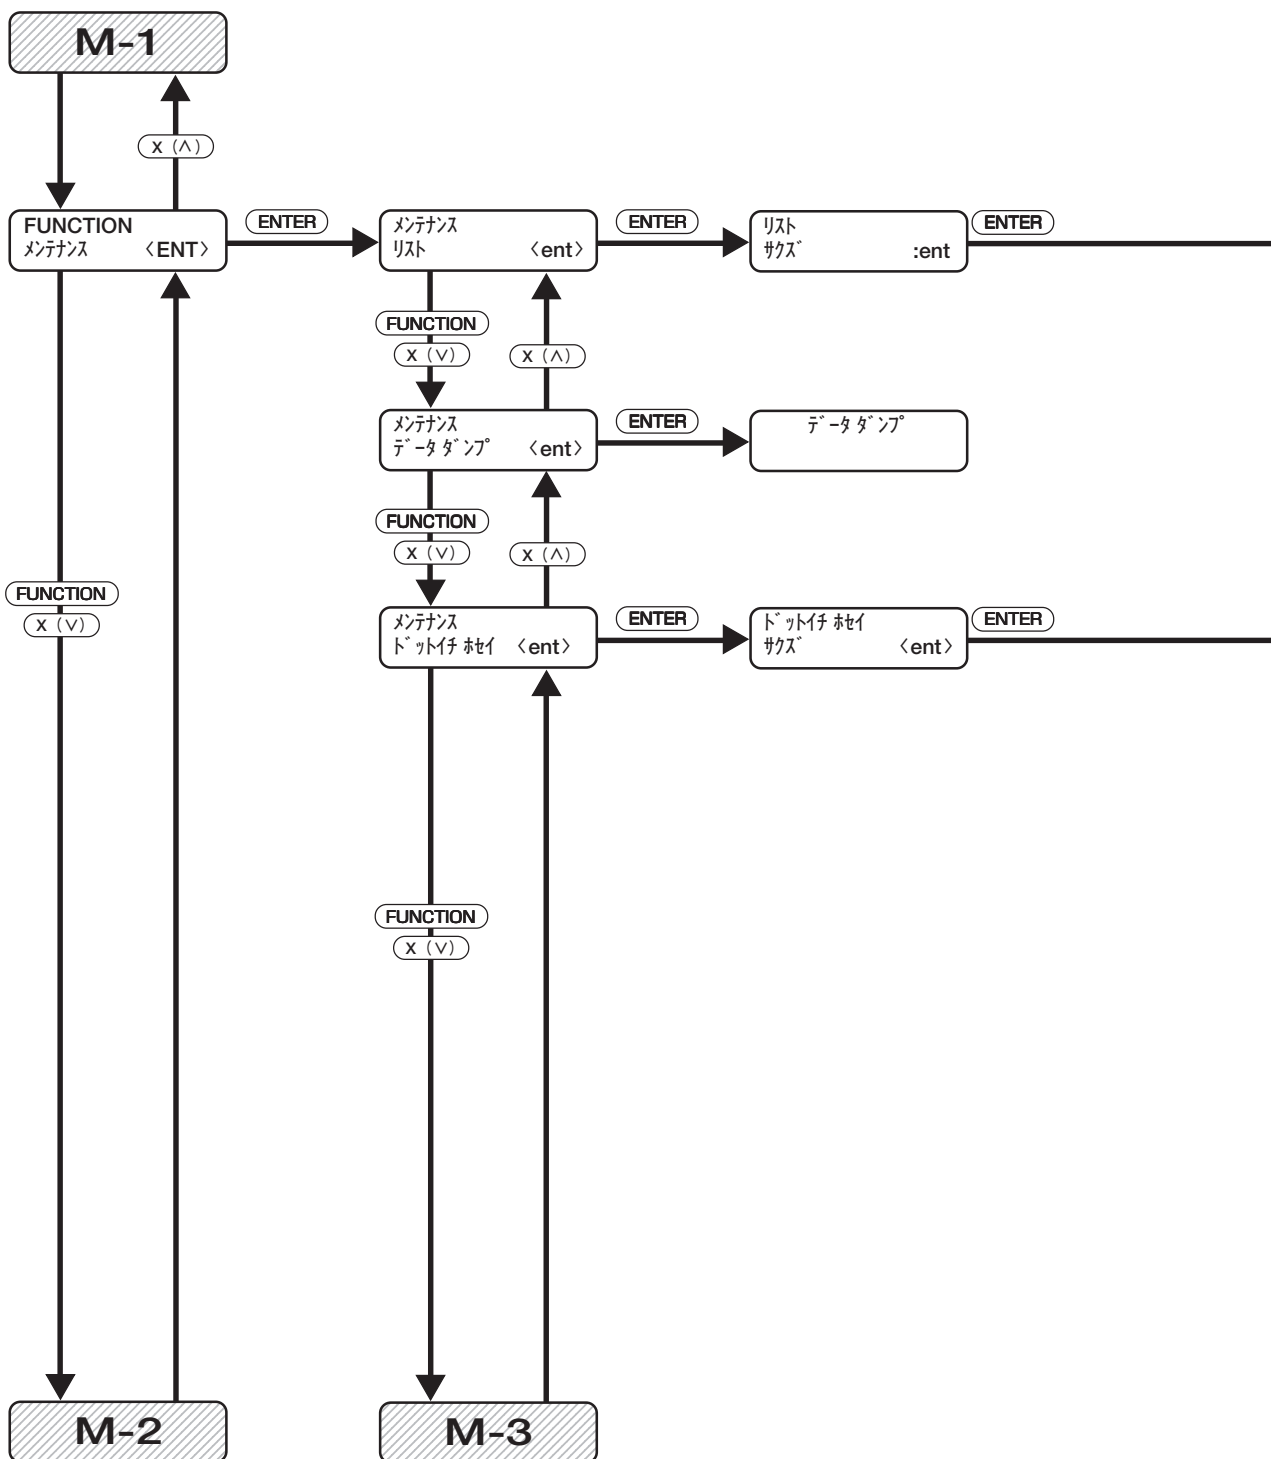 M-1
x (∧)
FUNCTION
ﾒﾝﾃﾅﾝｽ 〈ENT〉
ENTER
ﾒﾝﾃﾅﾝｽ
ﾘｽﾄ 〈ent〉
ENTER
ﾘｽﾄ
ｻｸｽﾞ :ent
ENTER
FUNCTION
x (∨)
x (∧)
ﾒﾝﾃﾅﾝｽ
ﾃﾞｰﾀ ﾀﾞﾝﾌﾟ 〈ent〉
ENTER
ﾃﾞｰﾀ ﾀﾞﾝﾌﾟ
FUNCTION
x (∨)
x (∧)
FUNCTION
x (∨)
ﾒﾝﾃﾅﾝｽ
ﾄﾞｯﾄｲﾁ ﾎｾｲ 〈ent〉
ENTER
ﾄﾞｯﾄｲﾁ ﾎｾｲ
ｻｸｽﾞ 〈ent〉
ENTER
FUNCTION
x (∨)
M-2
M-3